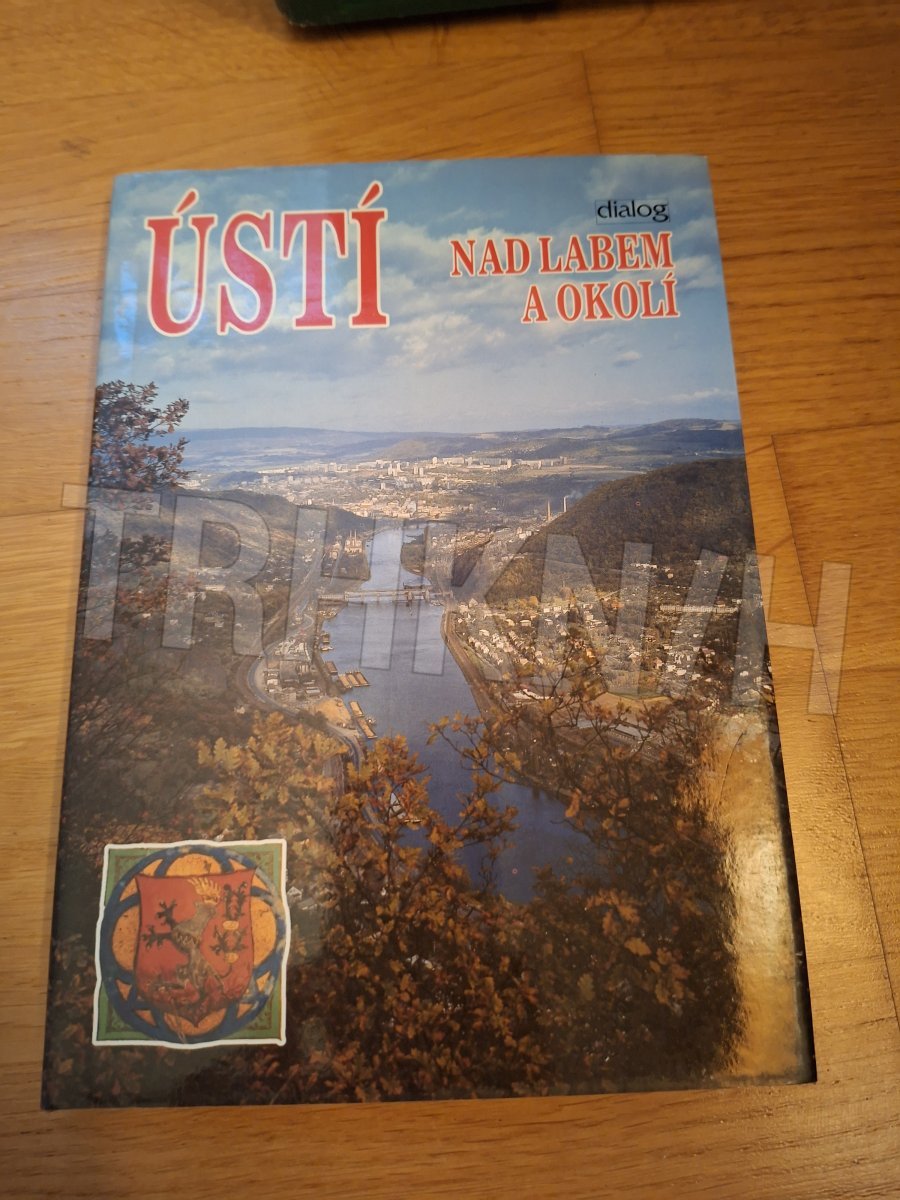 ÚSTÍ
dialog
NAD LABEM
A OKOLÍ
TRHKNIH